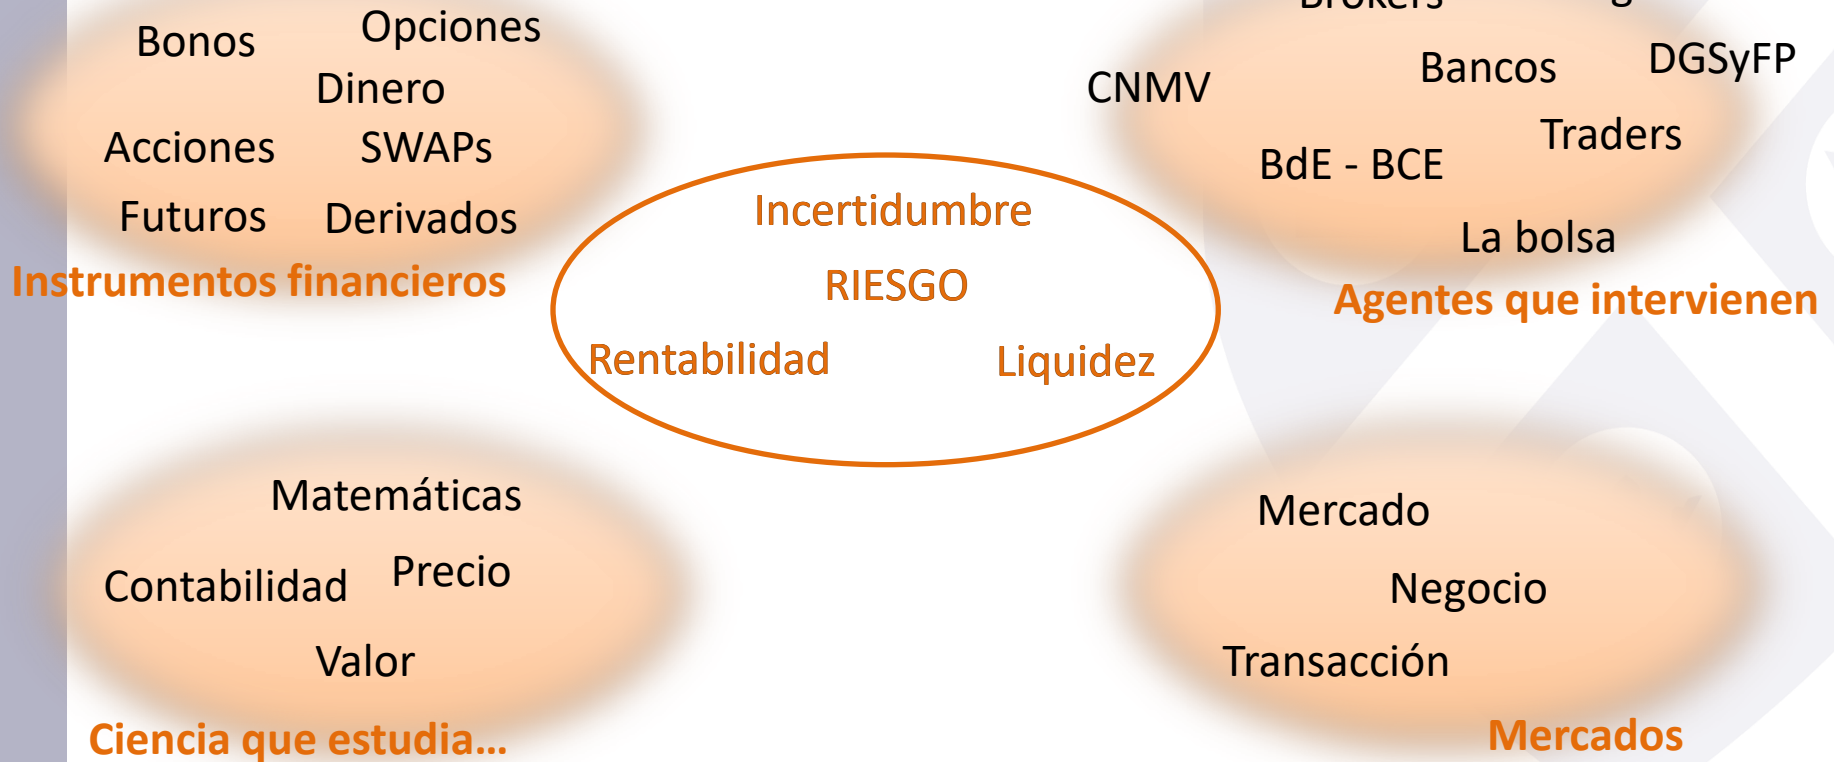 Bonos
Opciones
Dinero
Acciones
SWAPs
Futuros
Derivados
Instrumentos financieros
Brokers
CNMV
Bancos
DGSyFP
Traders
BdE - BCE
La bolsa
Agentes que intervienen
Incertidumbre
RIESGO
Rentabilidad
Liquidez
Matemáticas
Contabilidad
Precio
Valor
Ciencia que estudia...
Mercado
Negocio
Transacción
Mercados